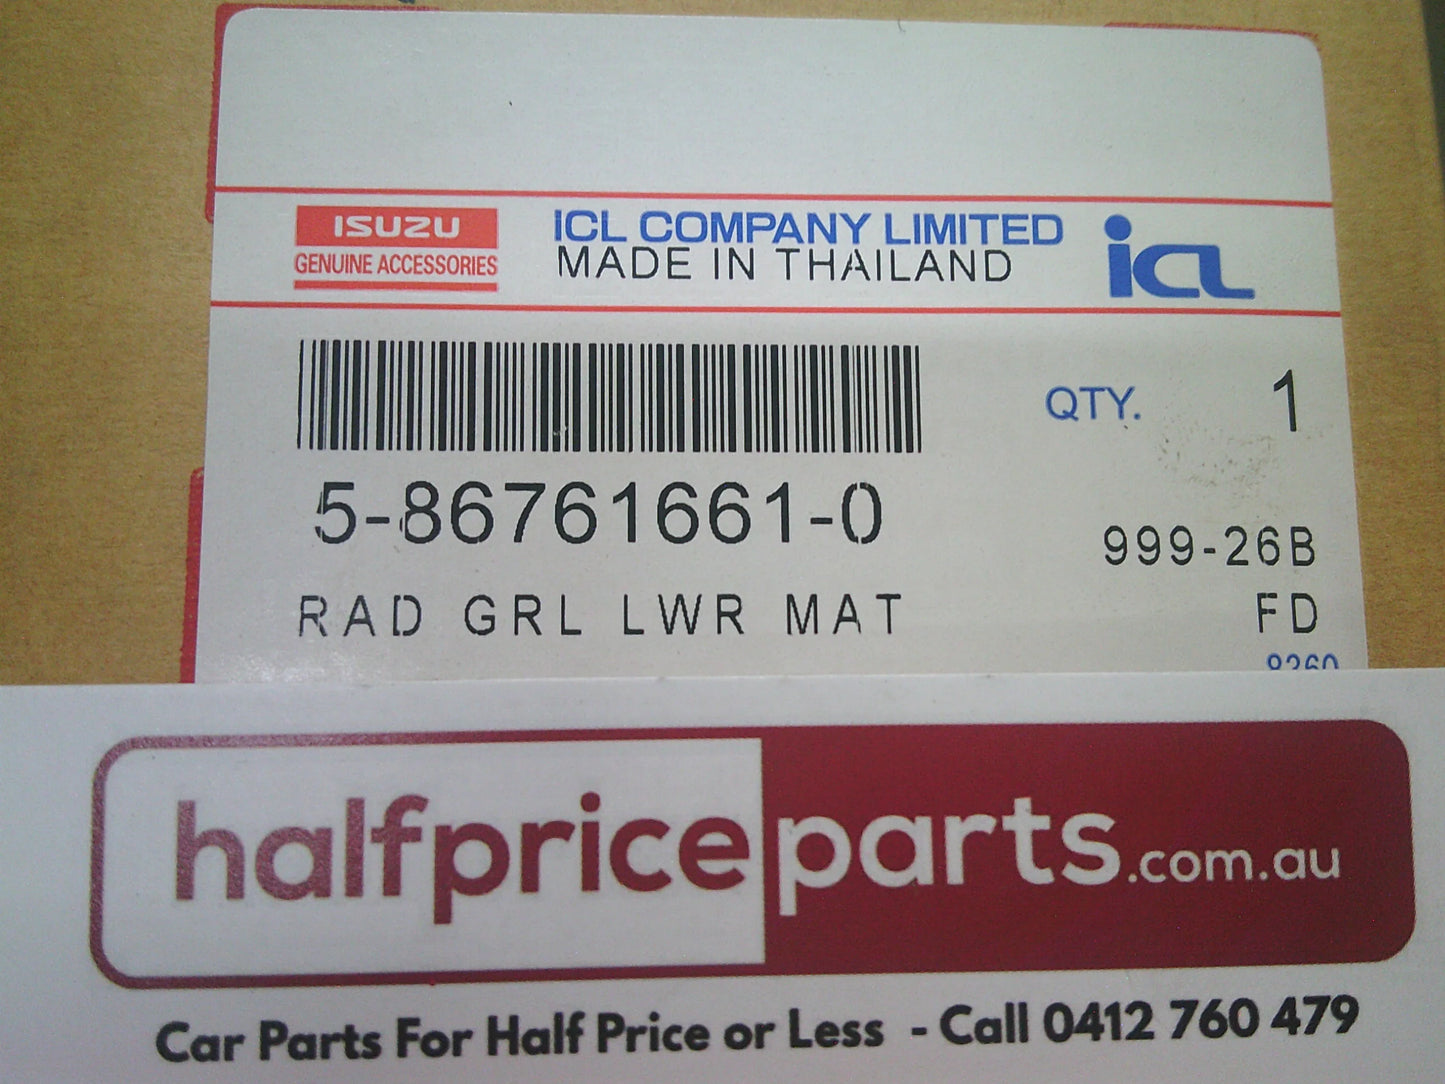 ISUZU
GENUINE ACCESSORIES
ICL COMPANY LIMITED
MADE IN THAILAND
icl
QTY. 1
5-86761661-0
999-26B
RAD GRL LWR MAT
FD
halfpriceparts.com.au
Car Parts For Half Price or Less - Call 0412 760 479